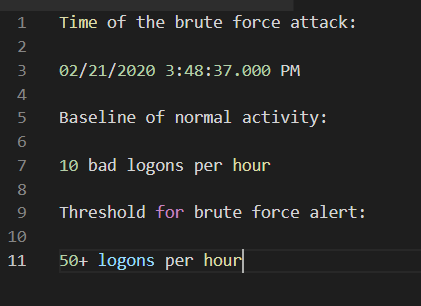 1 Time of the brute force attack:
2
3 02/21/2020 3:48:37.000 PM
4
5 Baseline of normal activity:
6
7 10 bad logons per hour
8
9 Threshold for brute force alert:
10
11 50+ logons per hour